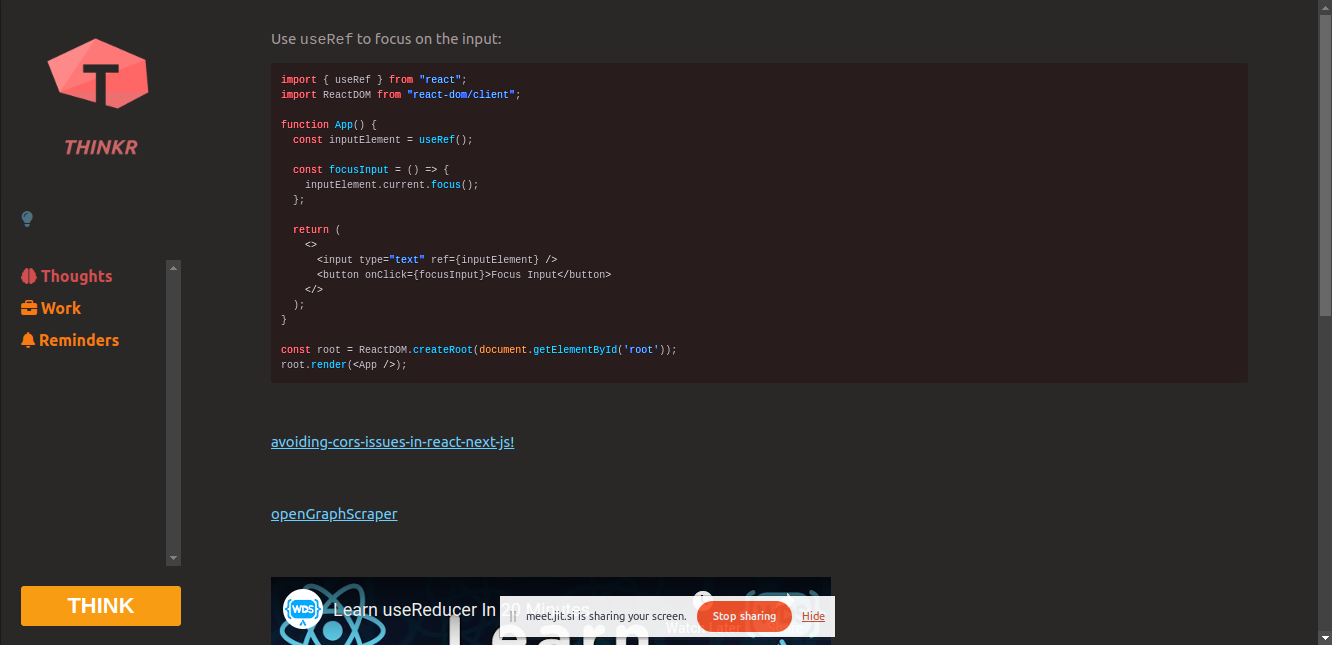 T
THINKR
Thoughts
Work
Reminders
THINK
Use useRef to focus on the input:
import { useRef } from "react";
import ReactDOM from "react-dom/client";
function App() {
const inputElement = useRef();
const focusInput = () => {
inputElement.current.focus();
};
return (
<>
<input type="text" ref={inputElement} />
<button onClick={focusInput}>Focus Input</button>
</>
);
}
const root = ReactDOM.createRoot(document.getElementById('root'));
root.render(<App />);
avoiding-cors-issues-in-react-next-js!
openGraphScraper
WDS
Learn useReducer In 20 Minutes
Learn
meet.jit.si is sharing your screen.
Stop sharing
Hide
Watch Later